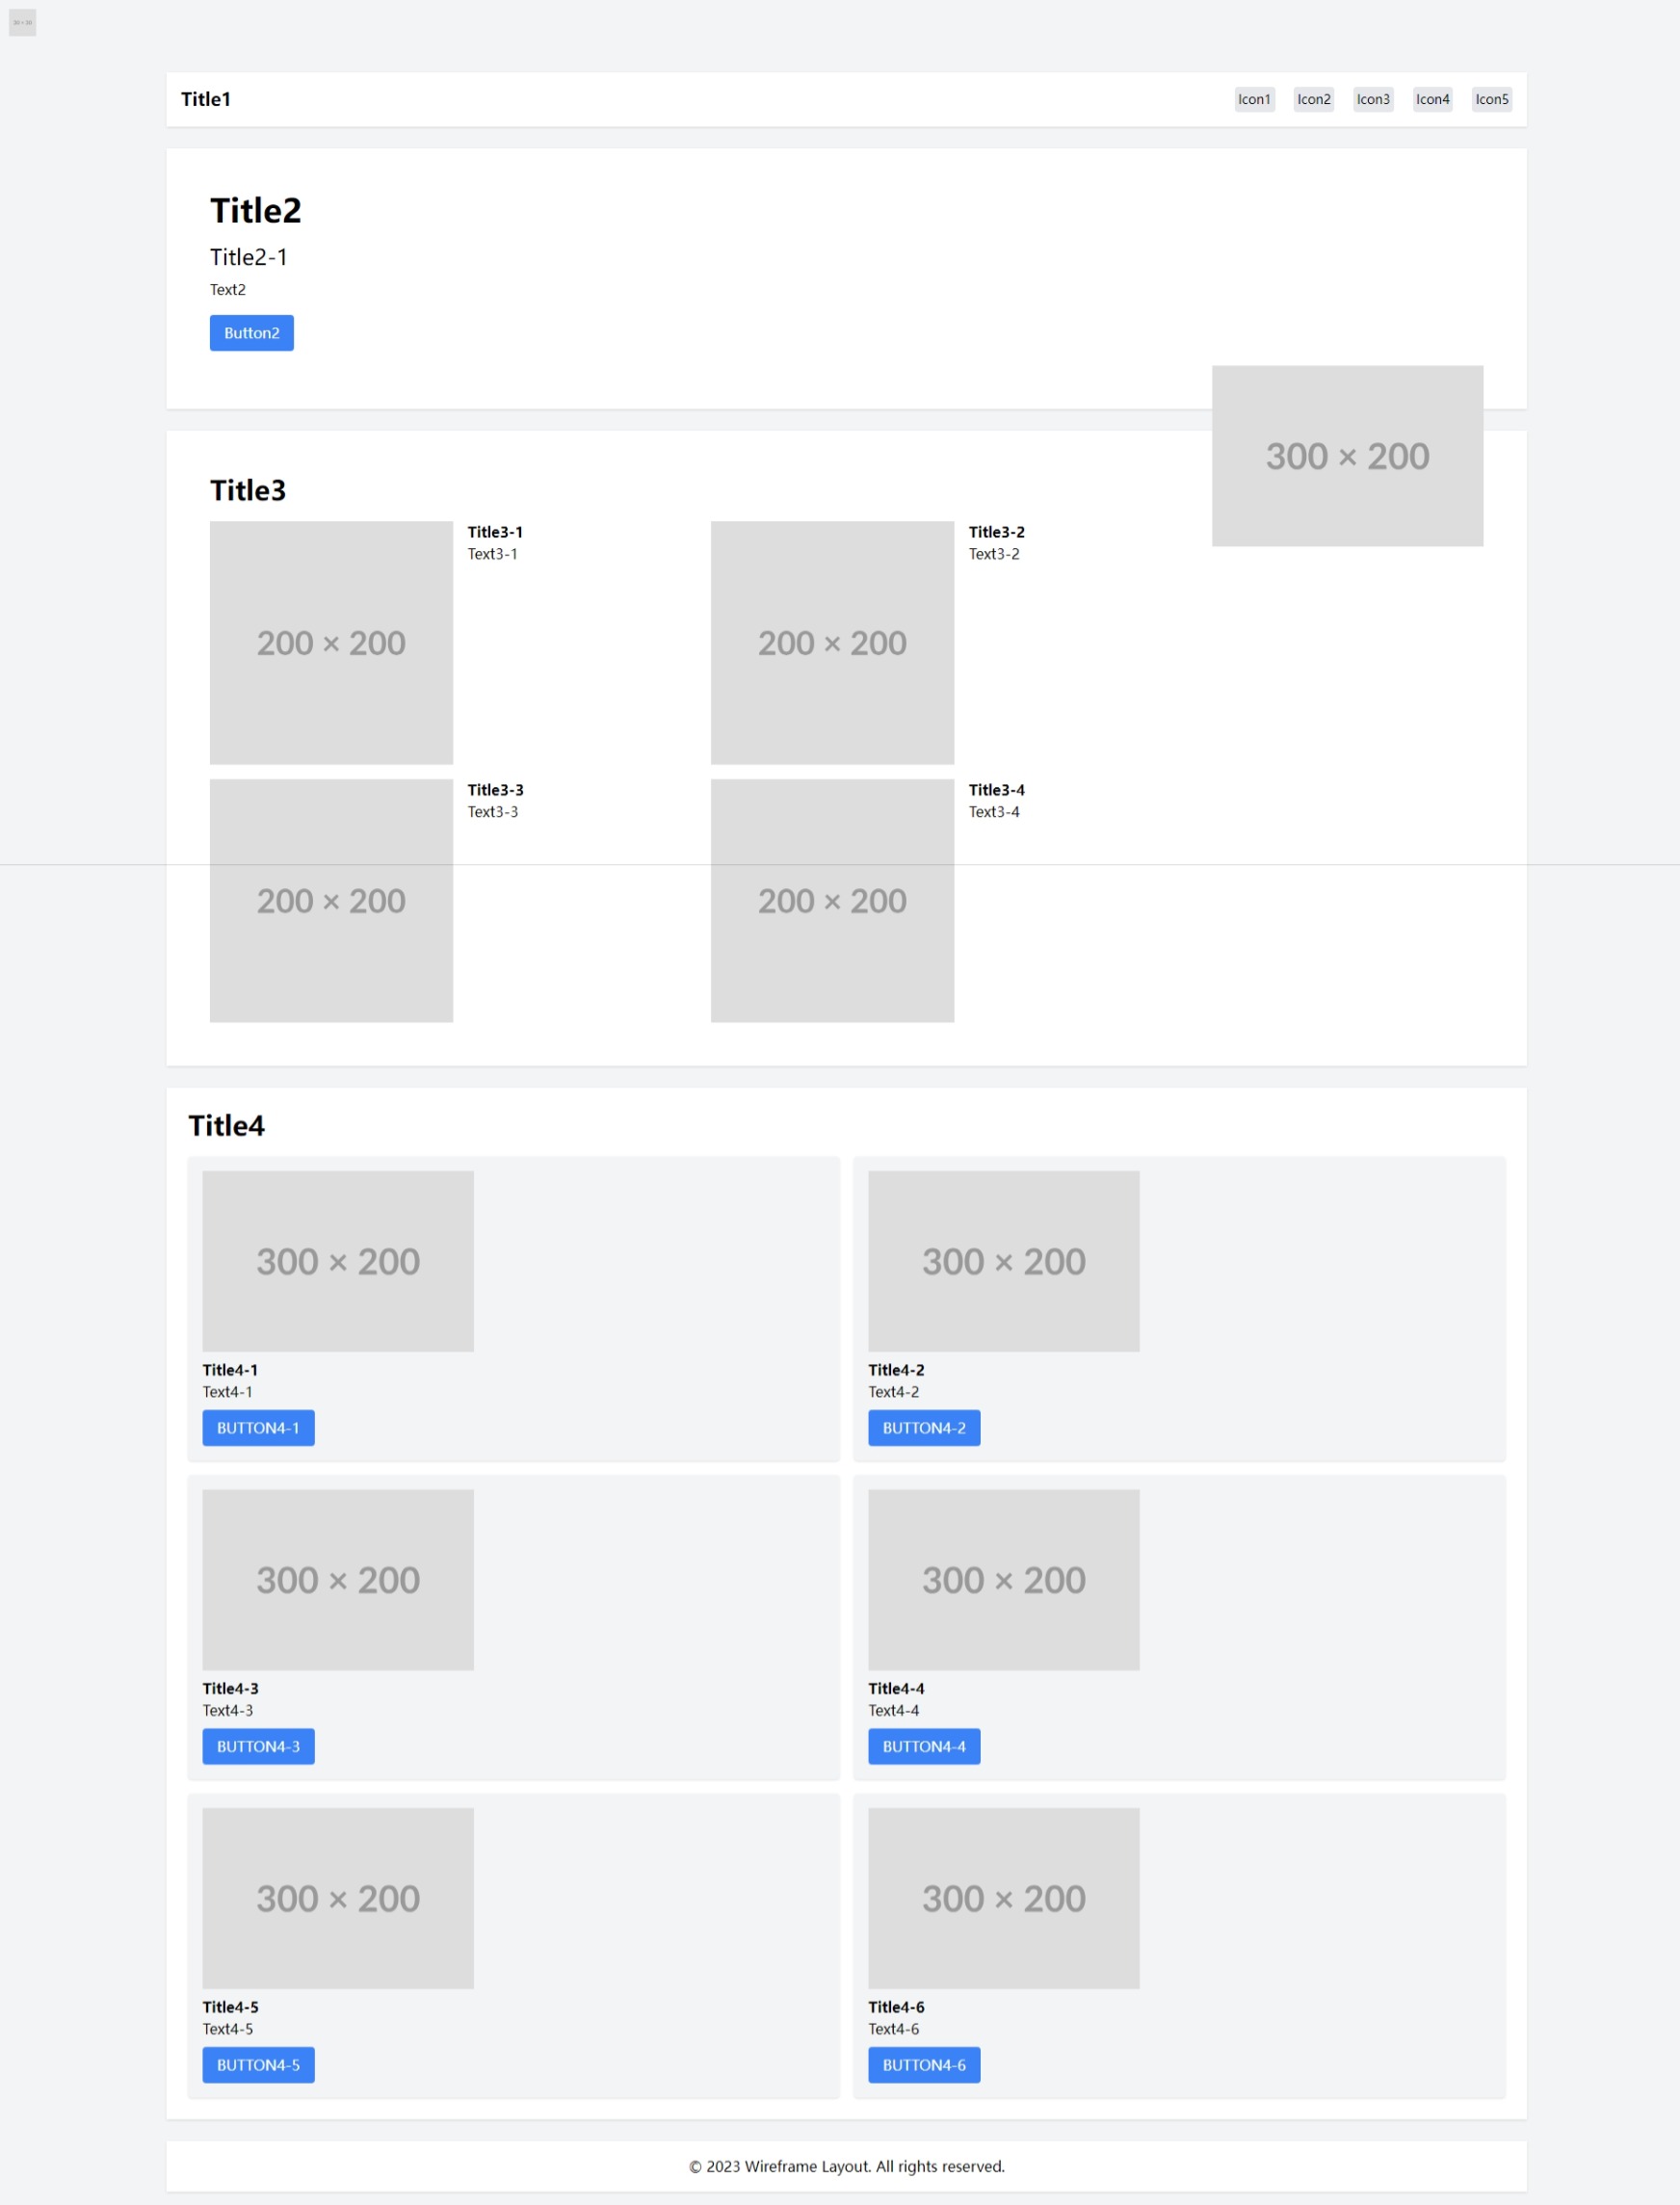 Title1
Icon1 Icon2 Icon3 Icon4 Icon5
Title2
Title2-1
Text2
Button2
300 × 200
Title3
200 × 200
Title3-1
Text3-1
200 × 200
Title3-2
Text3-2
200 × 200
Title3-3
Text3-3
200 × 200
Title3-4
Text3-4
Title4
300 × 200
Title4-1
Text4-1
BUTTON4-1
300 × 200
Title4-2
Text4-2
BUTTON4-2
300 × 200
Title4-3
Text4-3
BUTTON4-3
300 × 200
Title4-4
Text4-4
BUTTON4-4
300 × 200
Title4-5
Text4-5
BUTTON4-5
300 × 200
Title4-6
Text4-6
BUTTON4-6
© 2023 Wireframe Layout. All rights reserved.